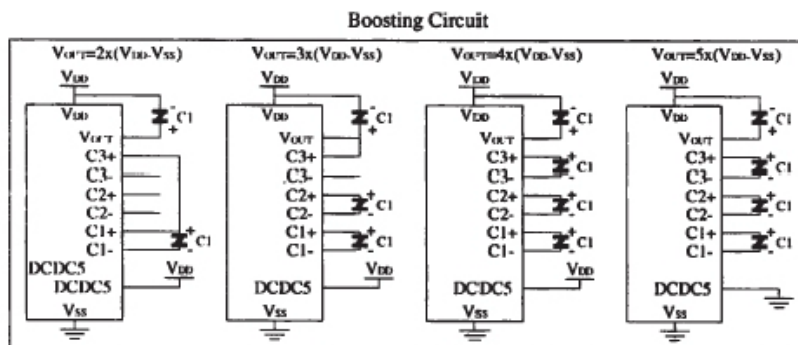 Boosting Circuit
VOUT=2x(VDD-VSS)
VDD
VDD
- C1
+
VOUT
C3+
C3-
C2+
C2-
C1+
+
C1
C1-
-
DCDC5
VDD
DCDC5
VSS
VOUT=3x(VDD-VSS)
VDD
VDD
- C1
+
VOUT
C3+
C3-
C2+
+
C1
C2-
-
C1+
+
C1
C1-
-
VDD
DCDC5
VSS
VOUT=4x(VDD-VSS)
VDD
VDD
- C1
+
VOUT
C3+
+
C1
C3-
-
C2+
+
C1
C2-
-
C1+
+
C1
C1-
-
VDD
DCDC5
VSS
VOUT=5x(VDD-VSS)
VDD
VDD
- C1
+
VOUT
C3+
+
C1
C3-
-
C2+
+
C1
C2-
-
C1+
+
C1
C1-
-
DCDC5
VSS